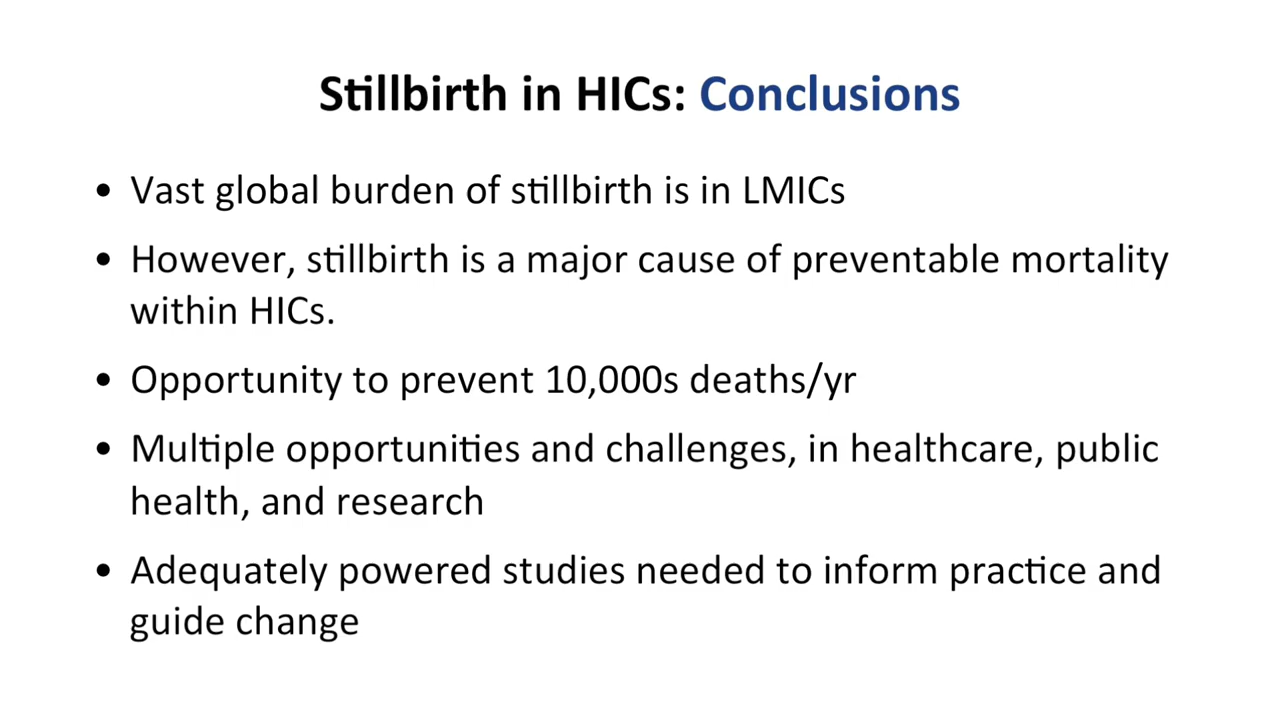 Stillbirth in HICs: Conclusions
• Vast global burden of stillbirth is in LMICs
• However, stillbirth is a major cause of preventable mortality
within HICs.
• Opportunity to prevent 10,000s deaths/yr
• Multiple opportunities and challenges, in healthcare, public
health, and research
• Adequately powered studies needed to inform practice and
guide change